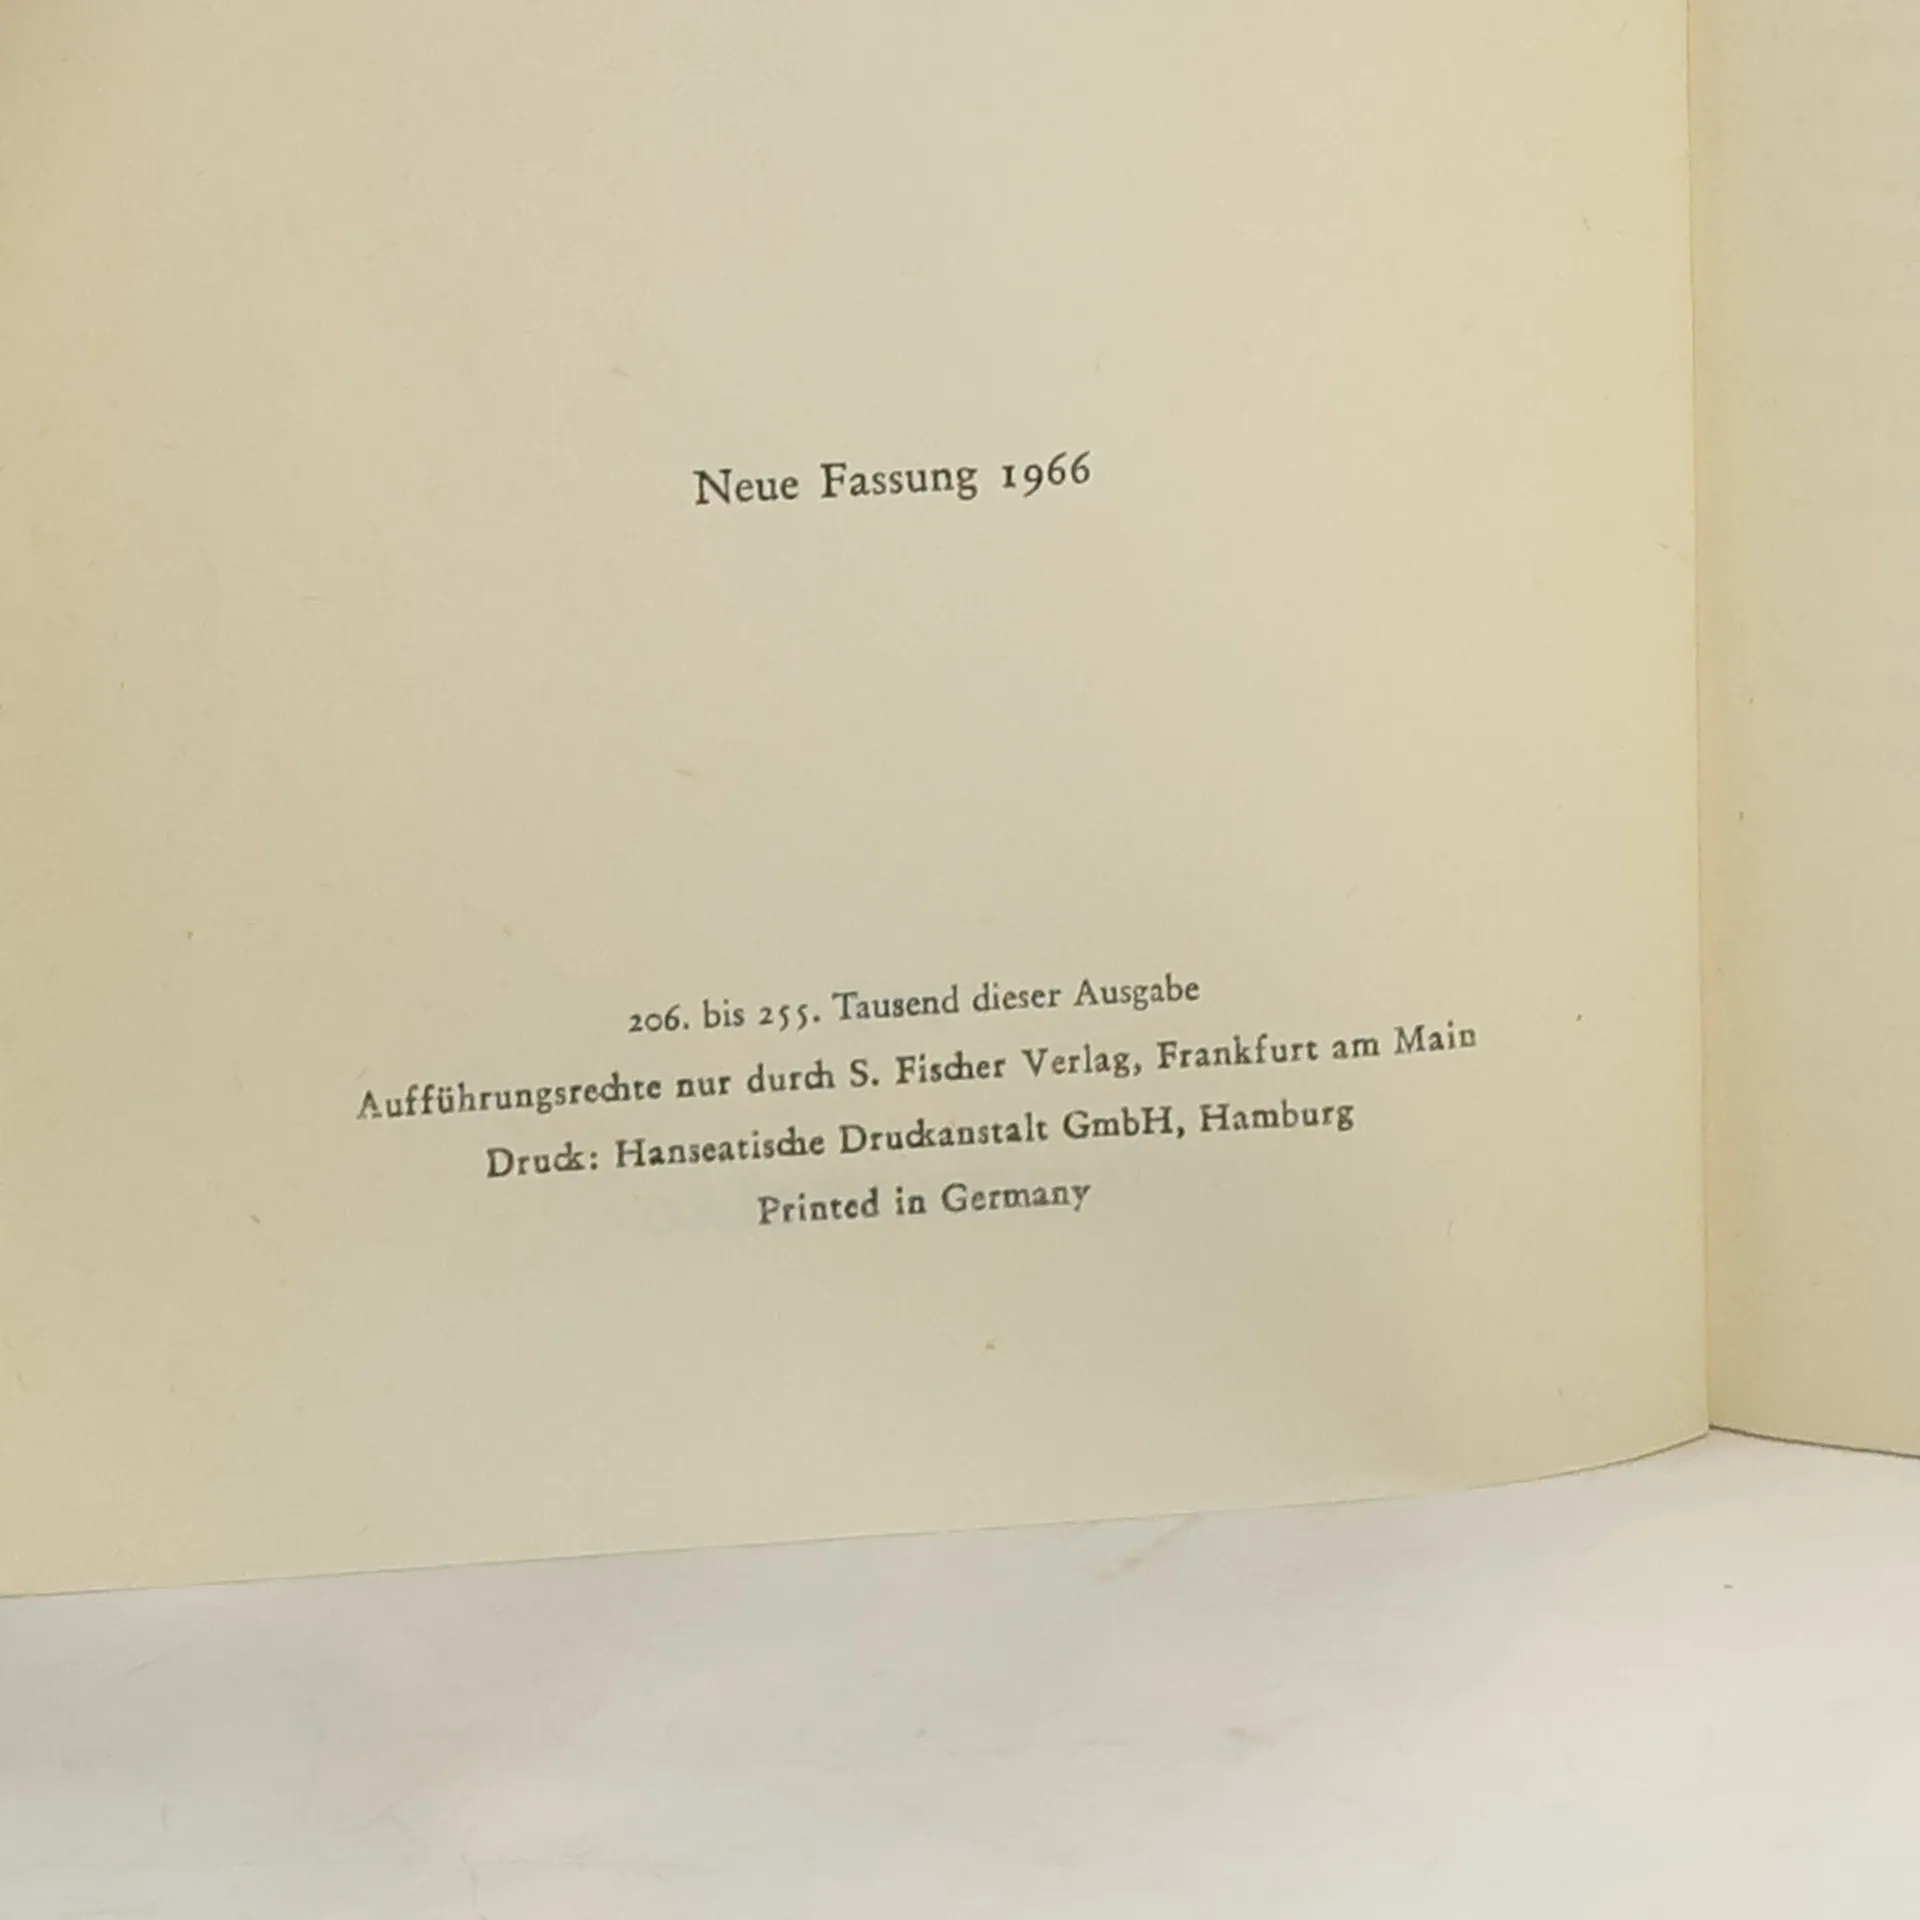 Neue Fassung 1966
206. bis 255. Tausend dieser Ausgabe
Aufführungsrechte nur durch S. Fischer Verlag, Frankfurt am Main
Druck: Hanseatische Druckanstalt GmbH, Hamburg
Printed in Germany